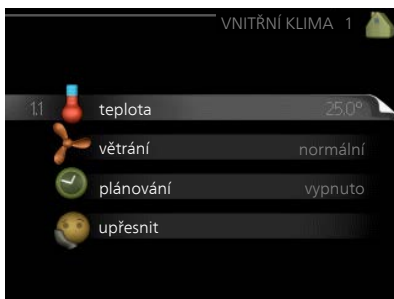 VNITŘNÍ KLIMA 1
1.1 teplota 25.0°
větrání normální
plánování vypnuto
upřesnit